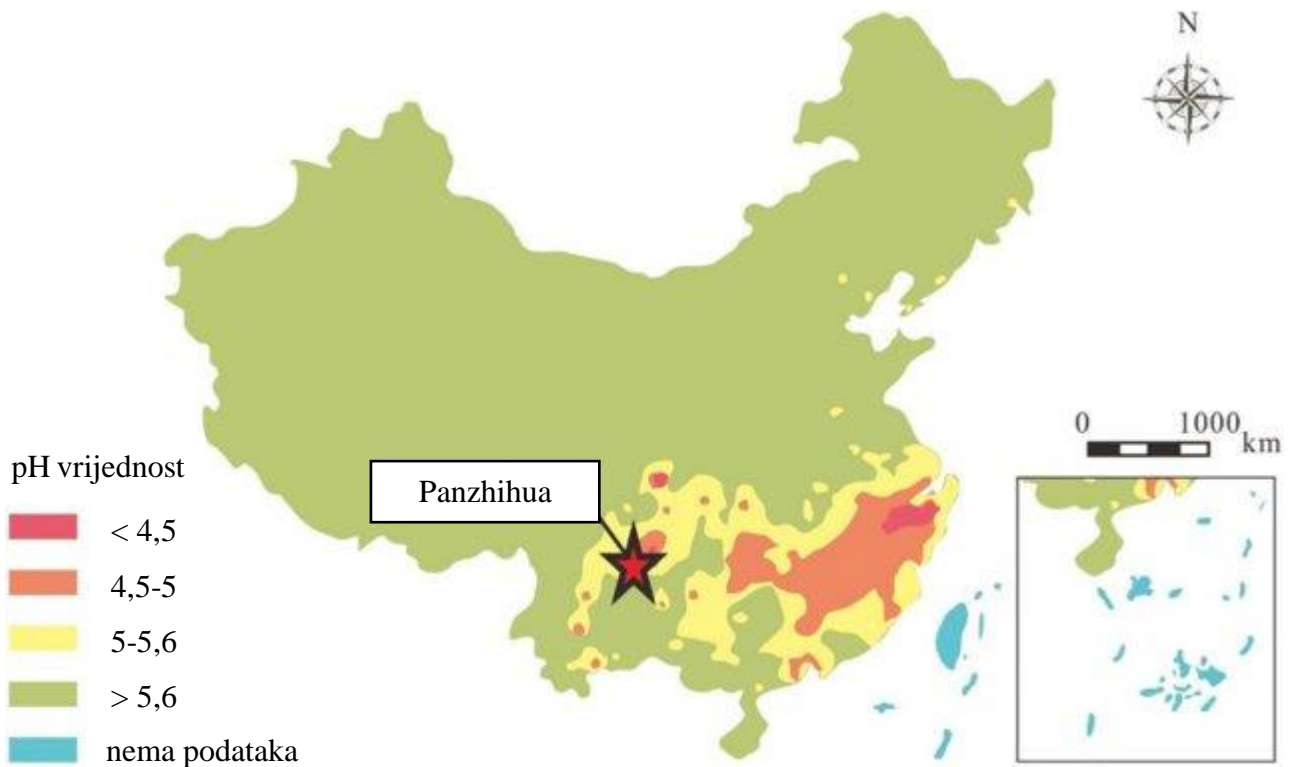 N
0 1000 km
pH vrijednost
Panzhihua
< 4,5
4,5-5
5-5,6
> 5,6
nema podataka